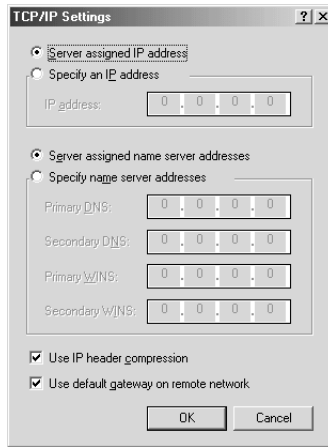 TCP/IP Settings ? ×
Server assigned IP address
Specify an IP address
IP address: 0 . 0 . 0 . 0
Server assigned name server addresses
Specify name server addresses
Primary DNS: 0 . 0 . 0 . 0
Secondary DNS: 0 . 0 . 0 . 0
Primary WINS: 0 . 0 . 0 . 0
Secondary WINS: 0 . 0 . 0 . 0
Use IP header compression
Use default gateway on remote network
OK Cancel